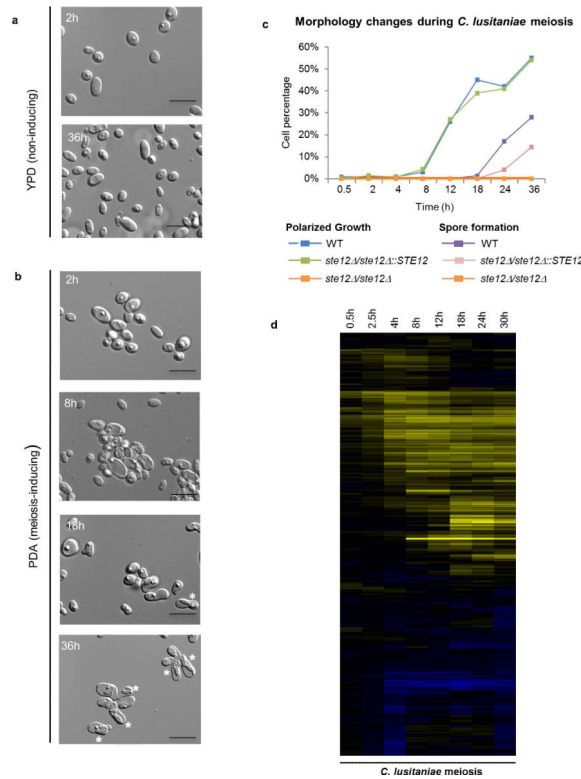 a
YPD (non-inducing)
2h
36h
b
PDA (meiosis-inducing)
2h
8h
18h
*
36h
*
*
*
*
c
Morphology changes during C. lusitaniae meiosis
Cell percentage
60%
50%
40%
30%
20%
10%
0%
0.5 2 4 8 12 18 24 36
Time (h)
Polarized Growth Spore formation
WT WT
ste12Δ/ste12Δ::STE12 ste12Δ/ste12Δ::STE12
ste12Δ/ste12Δ ste12Δ/ste12Δ
d
0.5h 2.5h 4h 8h 12h 18h 24h 30h
C. lusitaniae meiosis